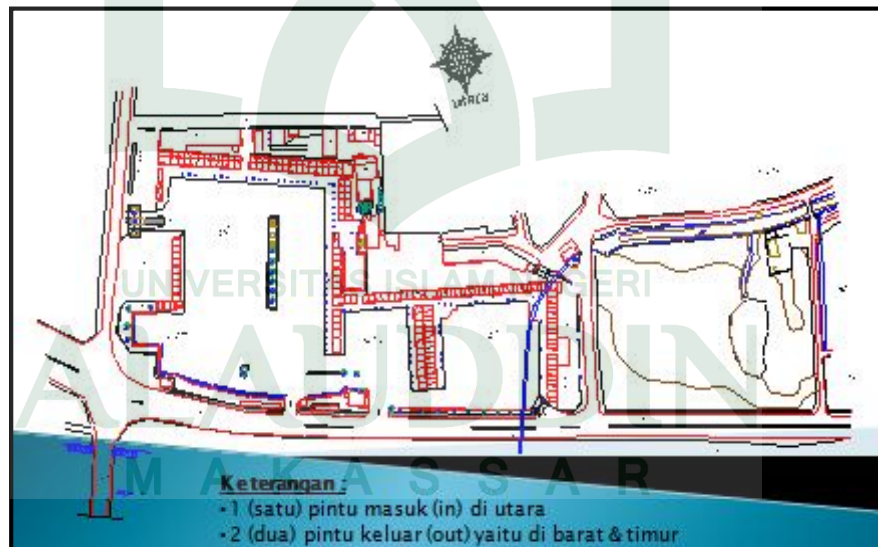 utara
UNIVERSITAS ISLAM NEGERI
ALAUDDIN
MAKASSAR
Keterangan :
•1 (satu) pintu masuk (in) di utara
•2 (dua) pintu keluar (out) yaitu di barat & timur